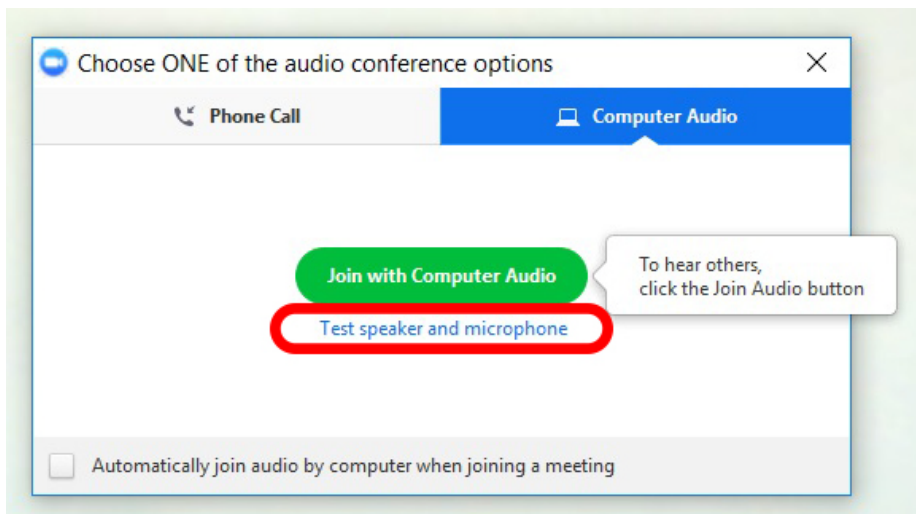 Choose ONE of the audio conference options
Phone Call
Computer Audio
Join with Computer Audio
To hear others,
click the Join Audio button
Test speaker and microphone
Automatically join audio by computer when joining a meeting